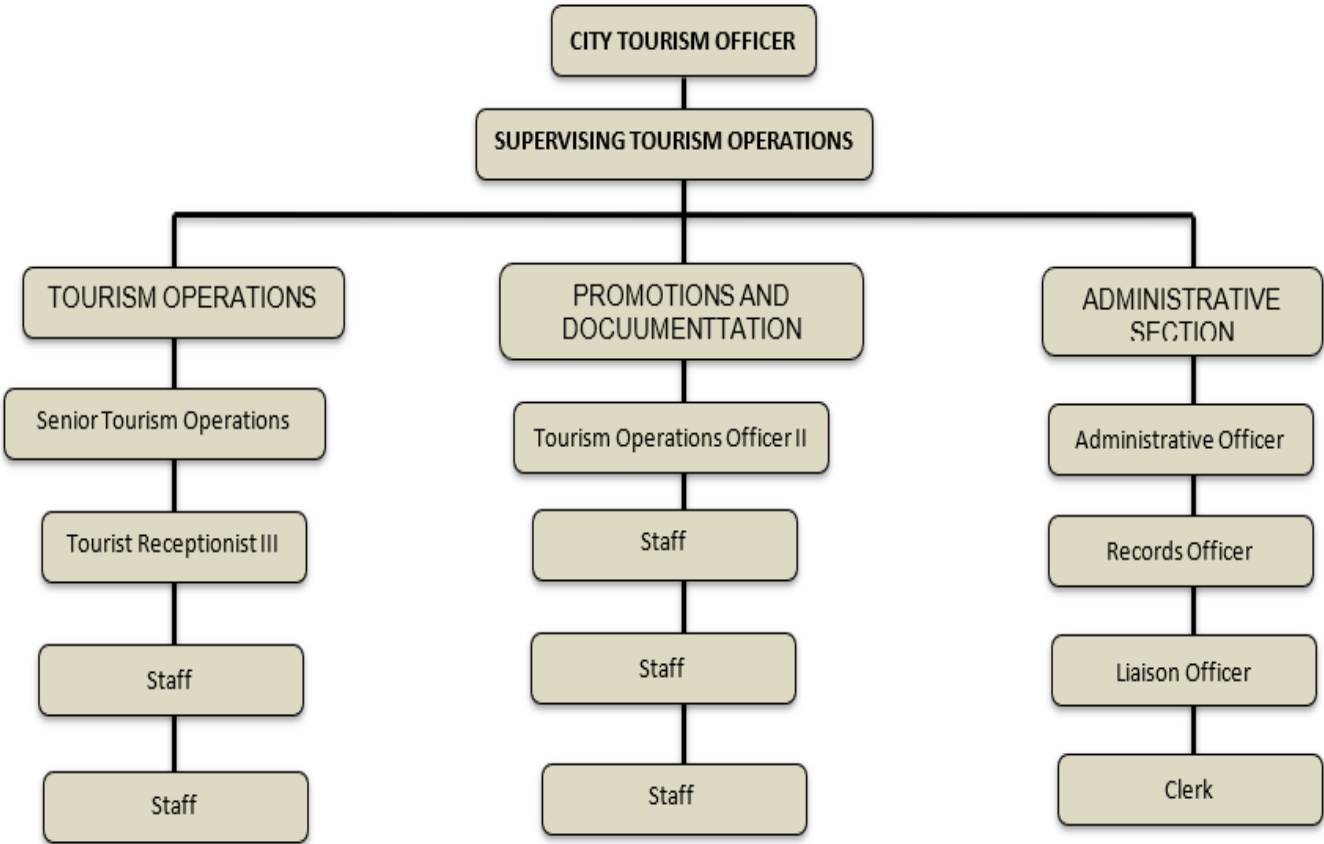 CITY TOURISM OFFICER
SUPERVISING TOURISM OPERATIONS
TOURISM OPERATIONS
Senior Tourism Operations
Tourist Receptionist III
Staff
Staff
PROMOTIONS AND
DOCUUMENTTATION
Tourism Operations Officer II
Staff
Staff
Staff
ADMINISTRATIVE
SECTION
Administrative Officer
Records Officer
Liaison Officer
Clerk